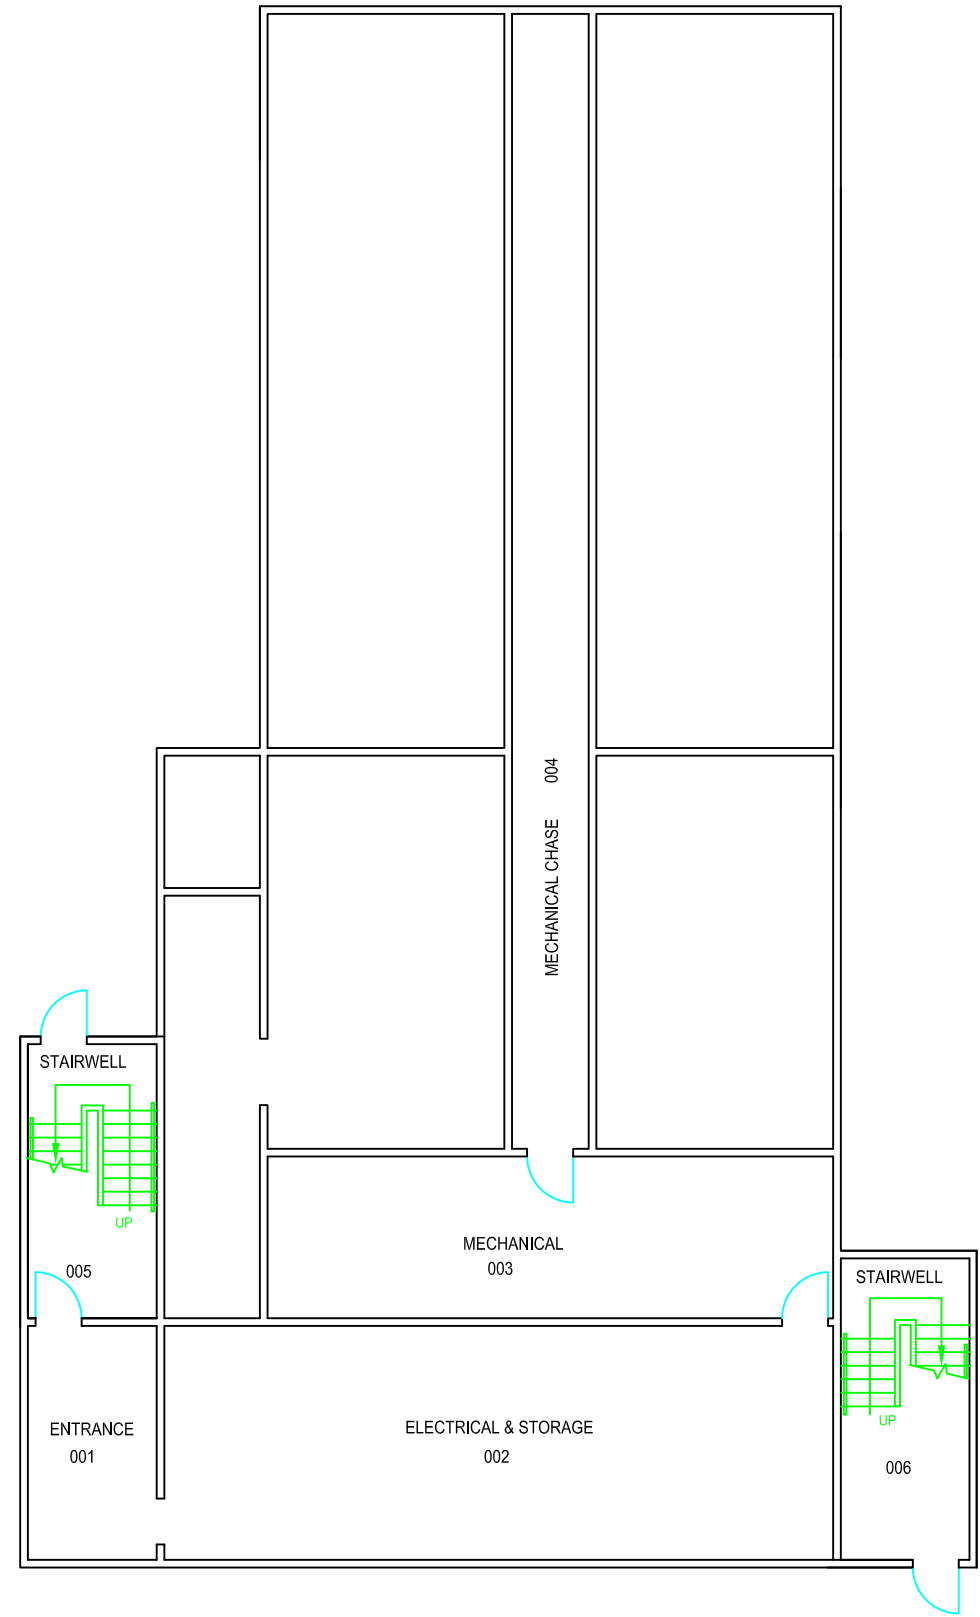 004
MECHANICAL CHASE
STAIRWELL
UP
005
MECHANICAL
003
STAIRWELL
UP
006
ENTRANCE
001
ELECTRICAL & STORAGE
002